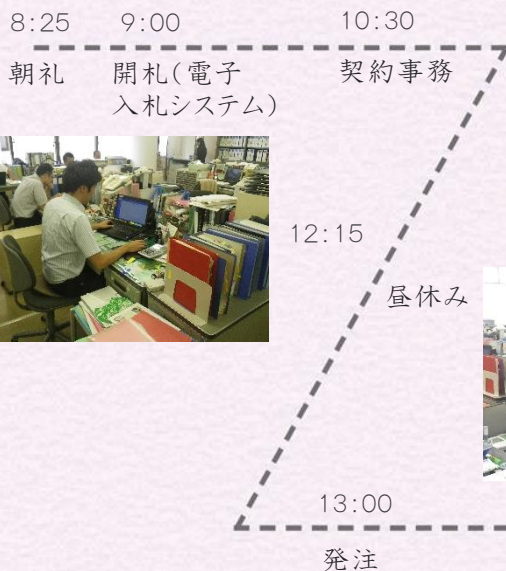 8:25
朝礼
9:00
開札(電子
入札システム)
10:30
契約事務
12:15
昼休み
13:00
発注